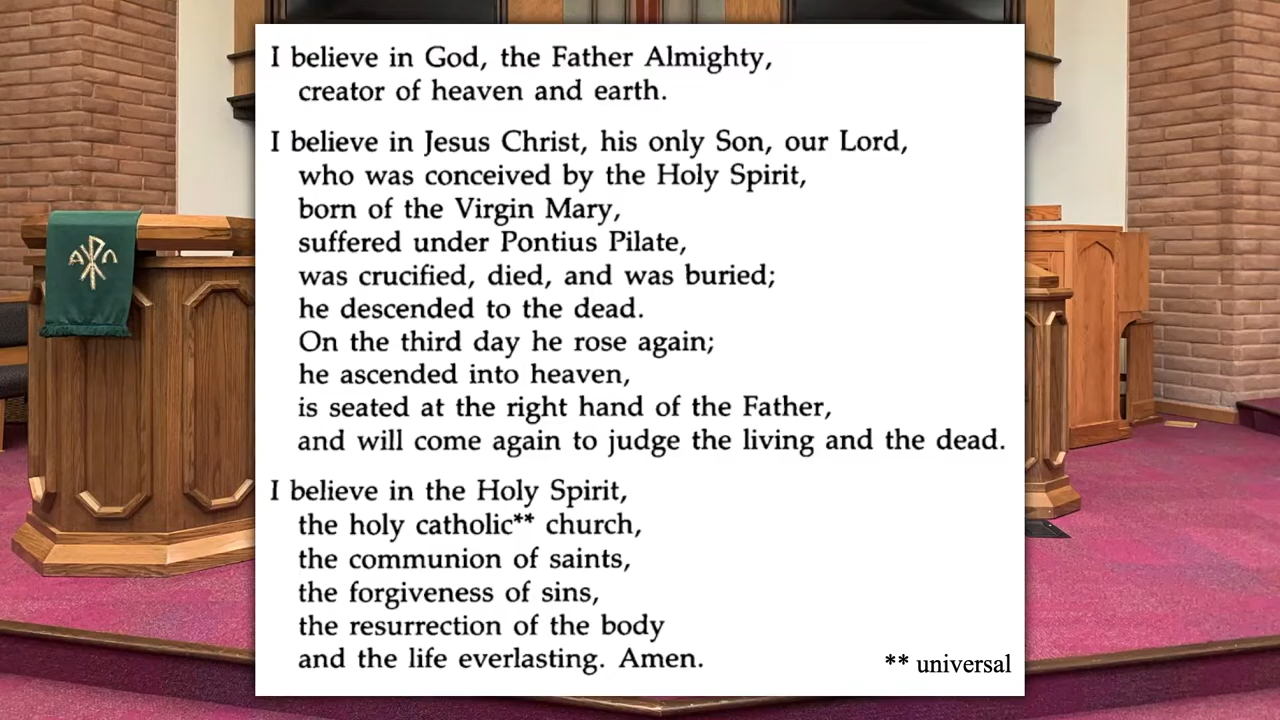 I believe in God, the Father Almighty,
creator of heaven and earth.
I believe in Jesus Christ, his only Son, our Lord,
who was conceived by the Holy Spirit,
born of the Virgin Mary,
suffered under Pontius Pilate,
was crucified, died, and was buried;
he descended to the dead.
On the third day he rose again;
he ascended into heaven,
is seated at the right hand of the Father,
and will come again to judge the living and the dead.
I believe in the Holy Spirit,
the holy catholic** church,
the communion of saints,
the forgiveness of sins,
the resurrection of the body
and the life everlasting. Amen.
** universal